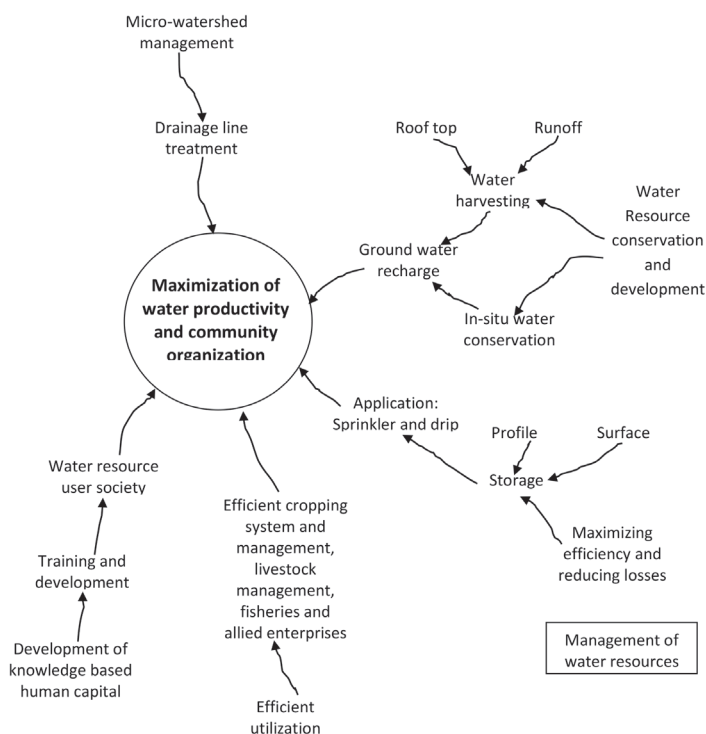 Micro-watershed
management
Drainage line
treatment
Roof top
Runoff
Water
harvesting
Water
Resource
conservation
and
development
Ground water
recharge
In-situ water
conservation
Maximization of
water productivity
and community
organization
Application:
Sprinkler and drip
Profile
Surface
Storage
Maximizing
efficiency and
reducing losses
Water resource
user society
Training and
development
Development of
knowledge based
human capital
Efficient cropping
system and
management,
livestock
management,
fisheries and
allied enterprises
Efficient
utilization
Management of
water resources